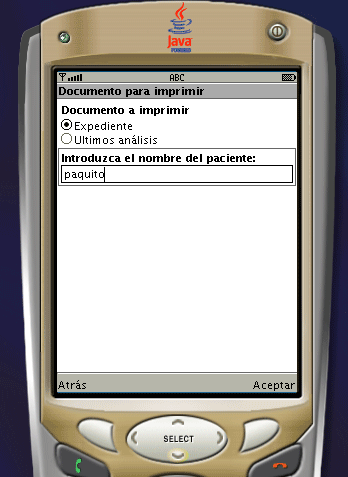 Java
POWERED
ABC
Documento para imprimir
Documento a imprimir
Expediente
Ultimos análisis
Introduzca el nombre del paciente:
paquito
Atrás Aceptar
SELECT